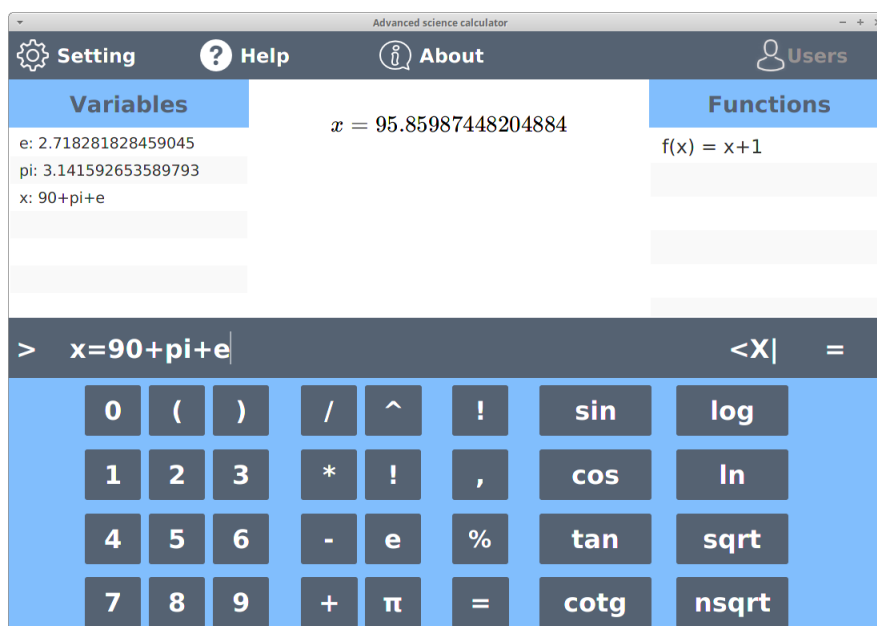 Advanced science calculator
Setting Help About Users
Variables
e: 2.718281828459045
pi: 3.141592653589793
x: 90+pi+e
x = 95.85987448204884
Functions
f(x) = x+1
> x=90+pi+e <X| =
0 ( ) / ^ ! sin log
1 2 3 * ! , cos ln
4 5 6 - e % tan sqrt
7 8 9 + π = cotg nsqrt